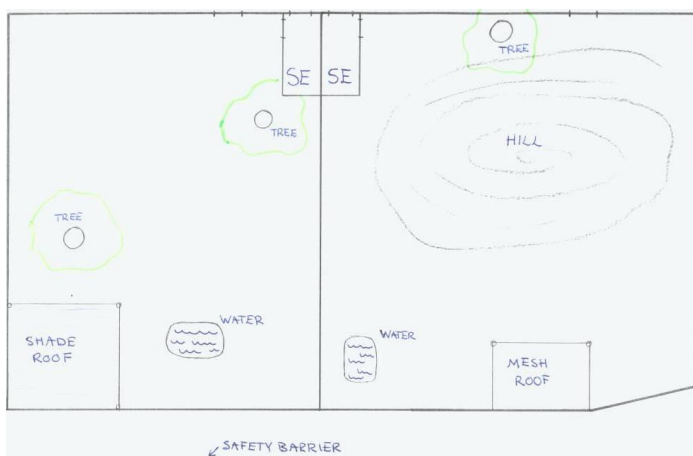 SE
SE
TREE
TREE
HILL
TREE
WATER
WATER
SHADE
ROOF
MESH
ROOF
SAFETY BARRIER